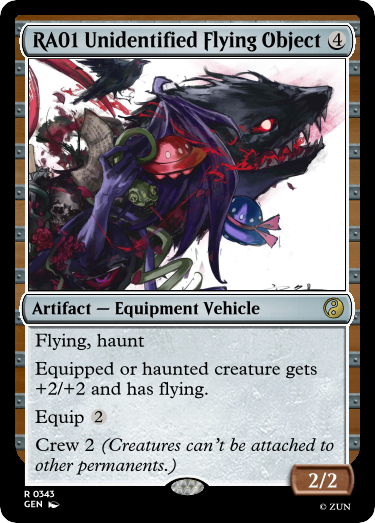 RA01 Unidentified Flying Object 4
Artifact — Equipment Vehicle
Flying, haunt
Equipped or haunted creature gets
+2/+2 and has flying.
Equip 2
Crew 2 (Creatures can't be attached to
other permanents.)
2/2
R 0343
GEN
© ZUN